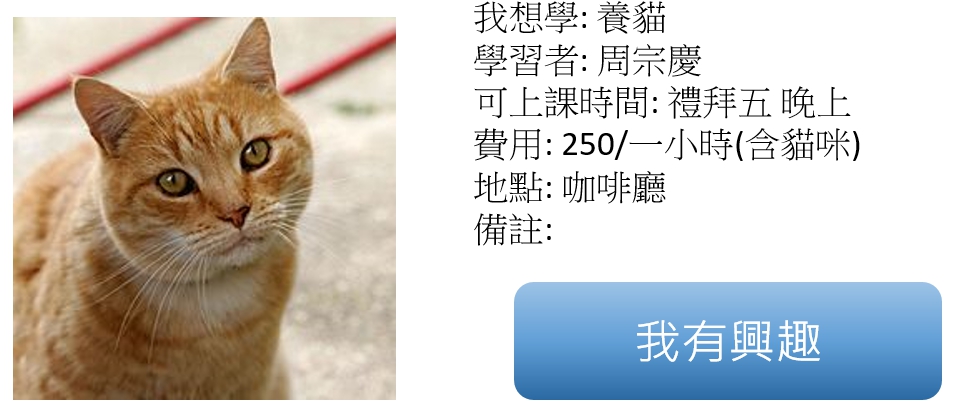 我想學: 養貓
學習者: 周宗慶
可上課時間: 禮拜五 晚上
費用: 250/一小時(含貓咪)
地點: 咖啡廳
備註:
我有興趣